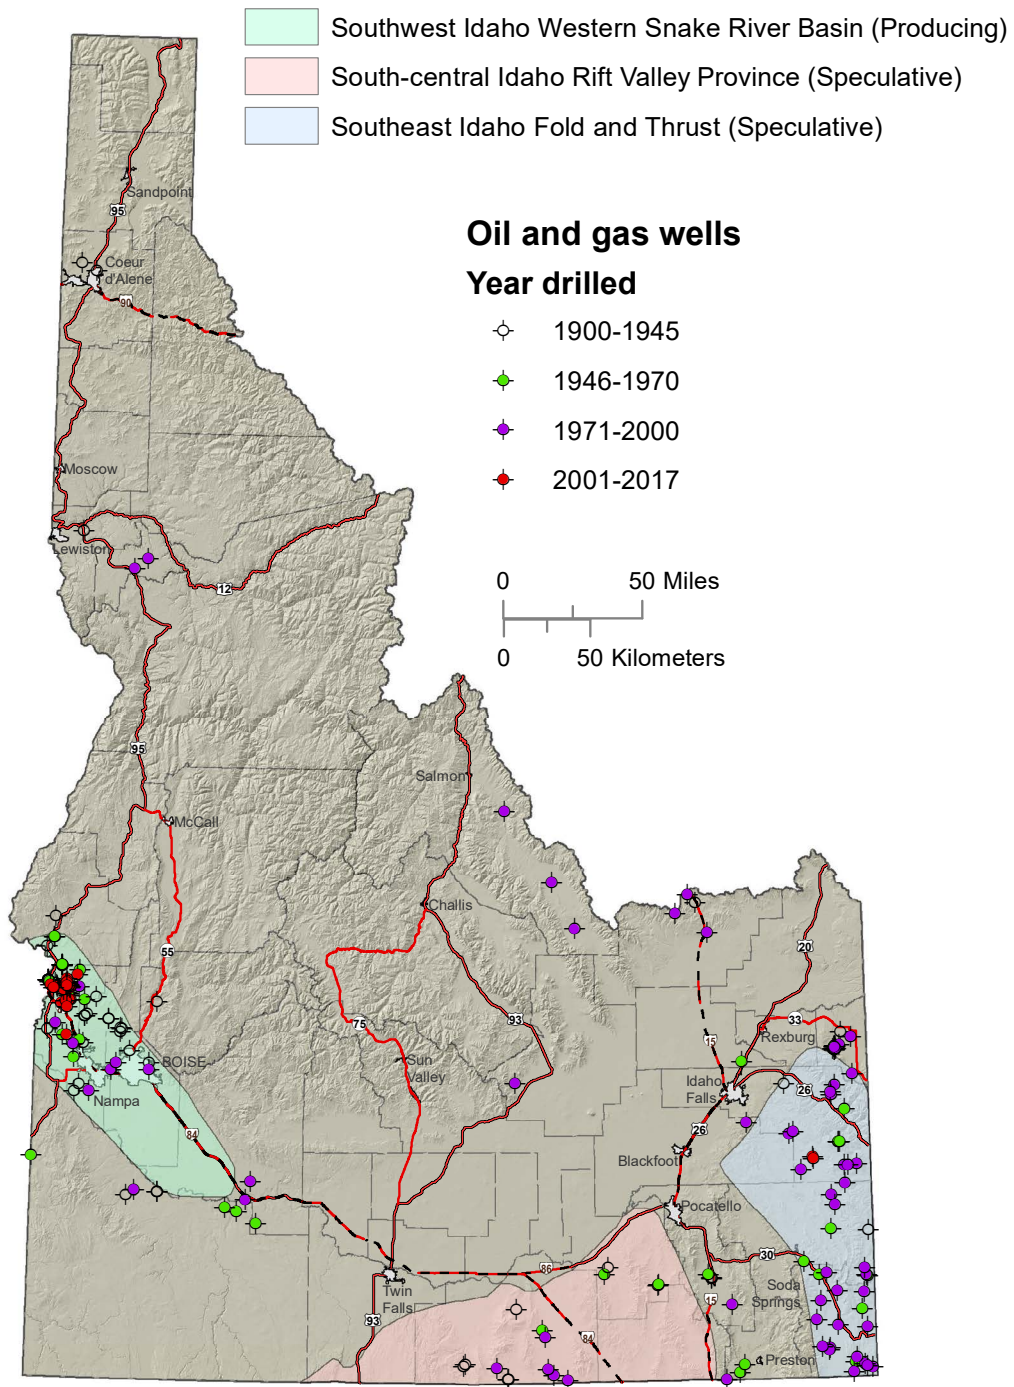 Southwest Idaho Western Snake River Basin (Producing)
South-central Idaho Rift Valley Province (Speculative)
Southeast Idaho Fold and Thrust (Speculative)
Sandpoint
95
Oil and gas wells
Year drilled
Coeur
d'Alene
90
1900-1945
1946-1970
1971-2000
2001-2017
Moscow
Lewiston
12
0 50 Miles
0 50 Kilometers
95
Salmon
McCall
Challis
55
20
75
93
33
15
Rexburg
Sun
Valley
BOISE
Idaho
Falls
26
Nampa
84
26
Blackfoot
Pocatello
30
86
Soda
Springs
Twin
Falls
15
93
84
Preston